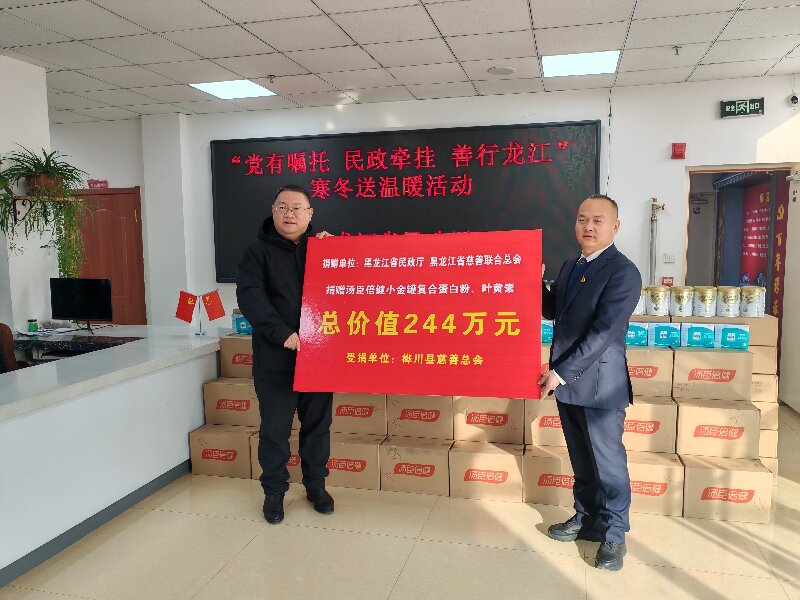 “党有嘱托 民政牵挂 善行龙江”
寒冬送温暖活动
捐赠单位：黑龙江省民政厅 黑龙江省慈善联合总会
捐赠汤臣倍健小金罐复合蛋白粉、叶黄素
总价值244万元
受捐单位：桦川县慈善总会
汤臣倍健
汤臣倍健
汤臣倍健
汤臣倍健
汤臣倍健
汤臣倍健
汤臣倍健
汤臣倍健
汤臣倍健